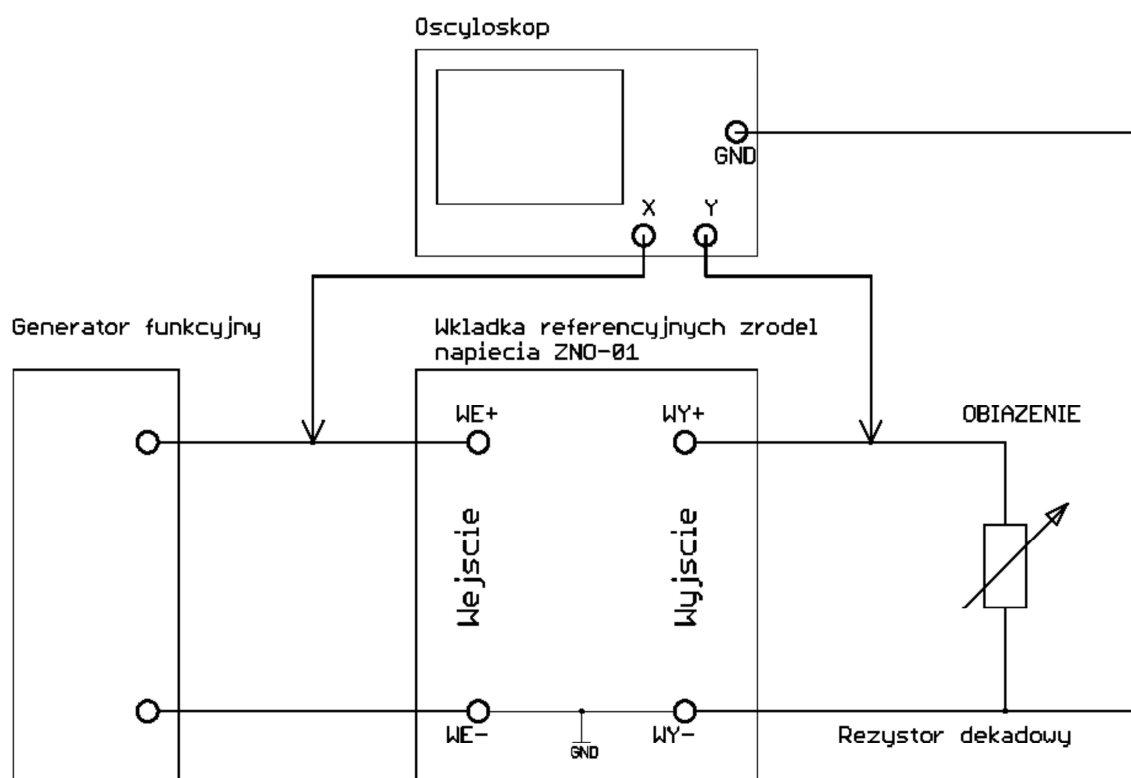 Oscyloskop
GND
X
Y
Generator funkcyjny
Wkladka referencyjnych zrodel
napiecia ZNO-01
WE+
WY+
OBIAZENIE
Wejscie
Wyjscie
WE-
GND
WY-
Rezystor dekadowy